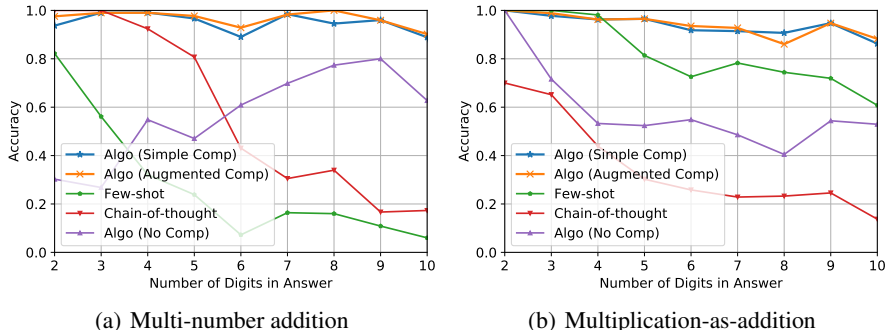 1.0
0.8
0.6
0.4
0.2
0.0
Accuracy
Algo (Simple Comp)
Algo (Augmented Comp)
Few-shot
Chain-of-thought
Algo (No Comp)
2 3 4 5 6 7 8 9 10
Number of Digits in Answer
(a) Multi-number addition
1.0
0.8
0.6
0.4
0.2
0.0
Accuracy
Algo (Simple Comp)
Algo (Augmented Comp)
Few-shot
Chain-of-thought
Algo (No Comp)
2 3 4 5 6 7 8 9 10
Number of Digits in Answer
(b) Multiplication-as-addition